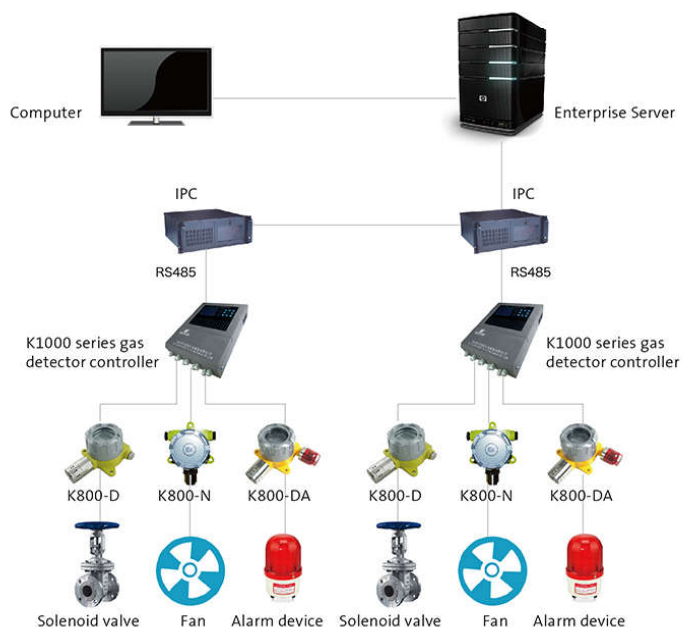 Computer
Enterprise Server
IPC
IPC
RS485
RS485
K1000 series gas
detector controller
K1000 series gas
detector controller
K800-D
K800-N
K800-DA
K800-D
K800-N
K800-DA
Solenoid valve
Fan
Alarm device
Solenoid valve
Fan
Alarm device